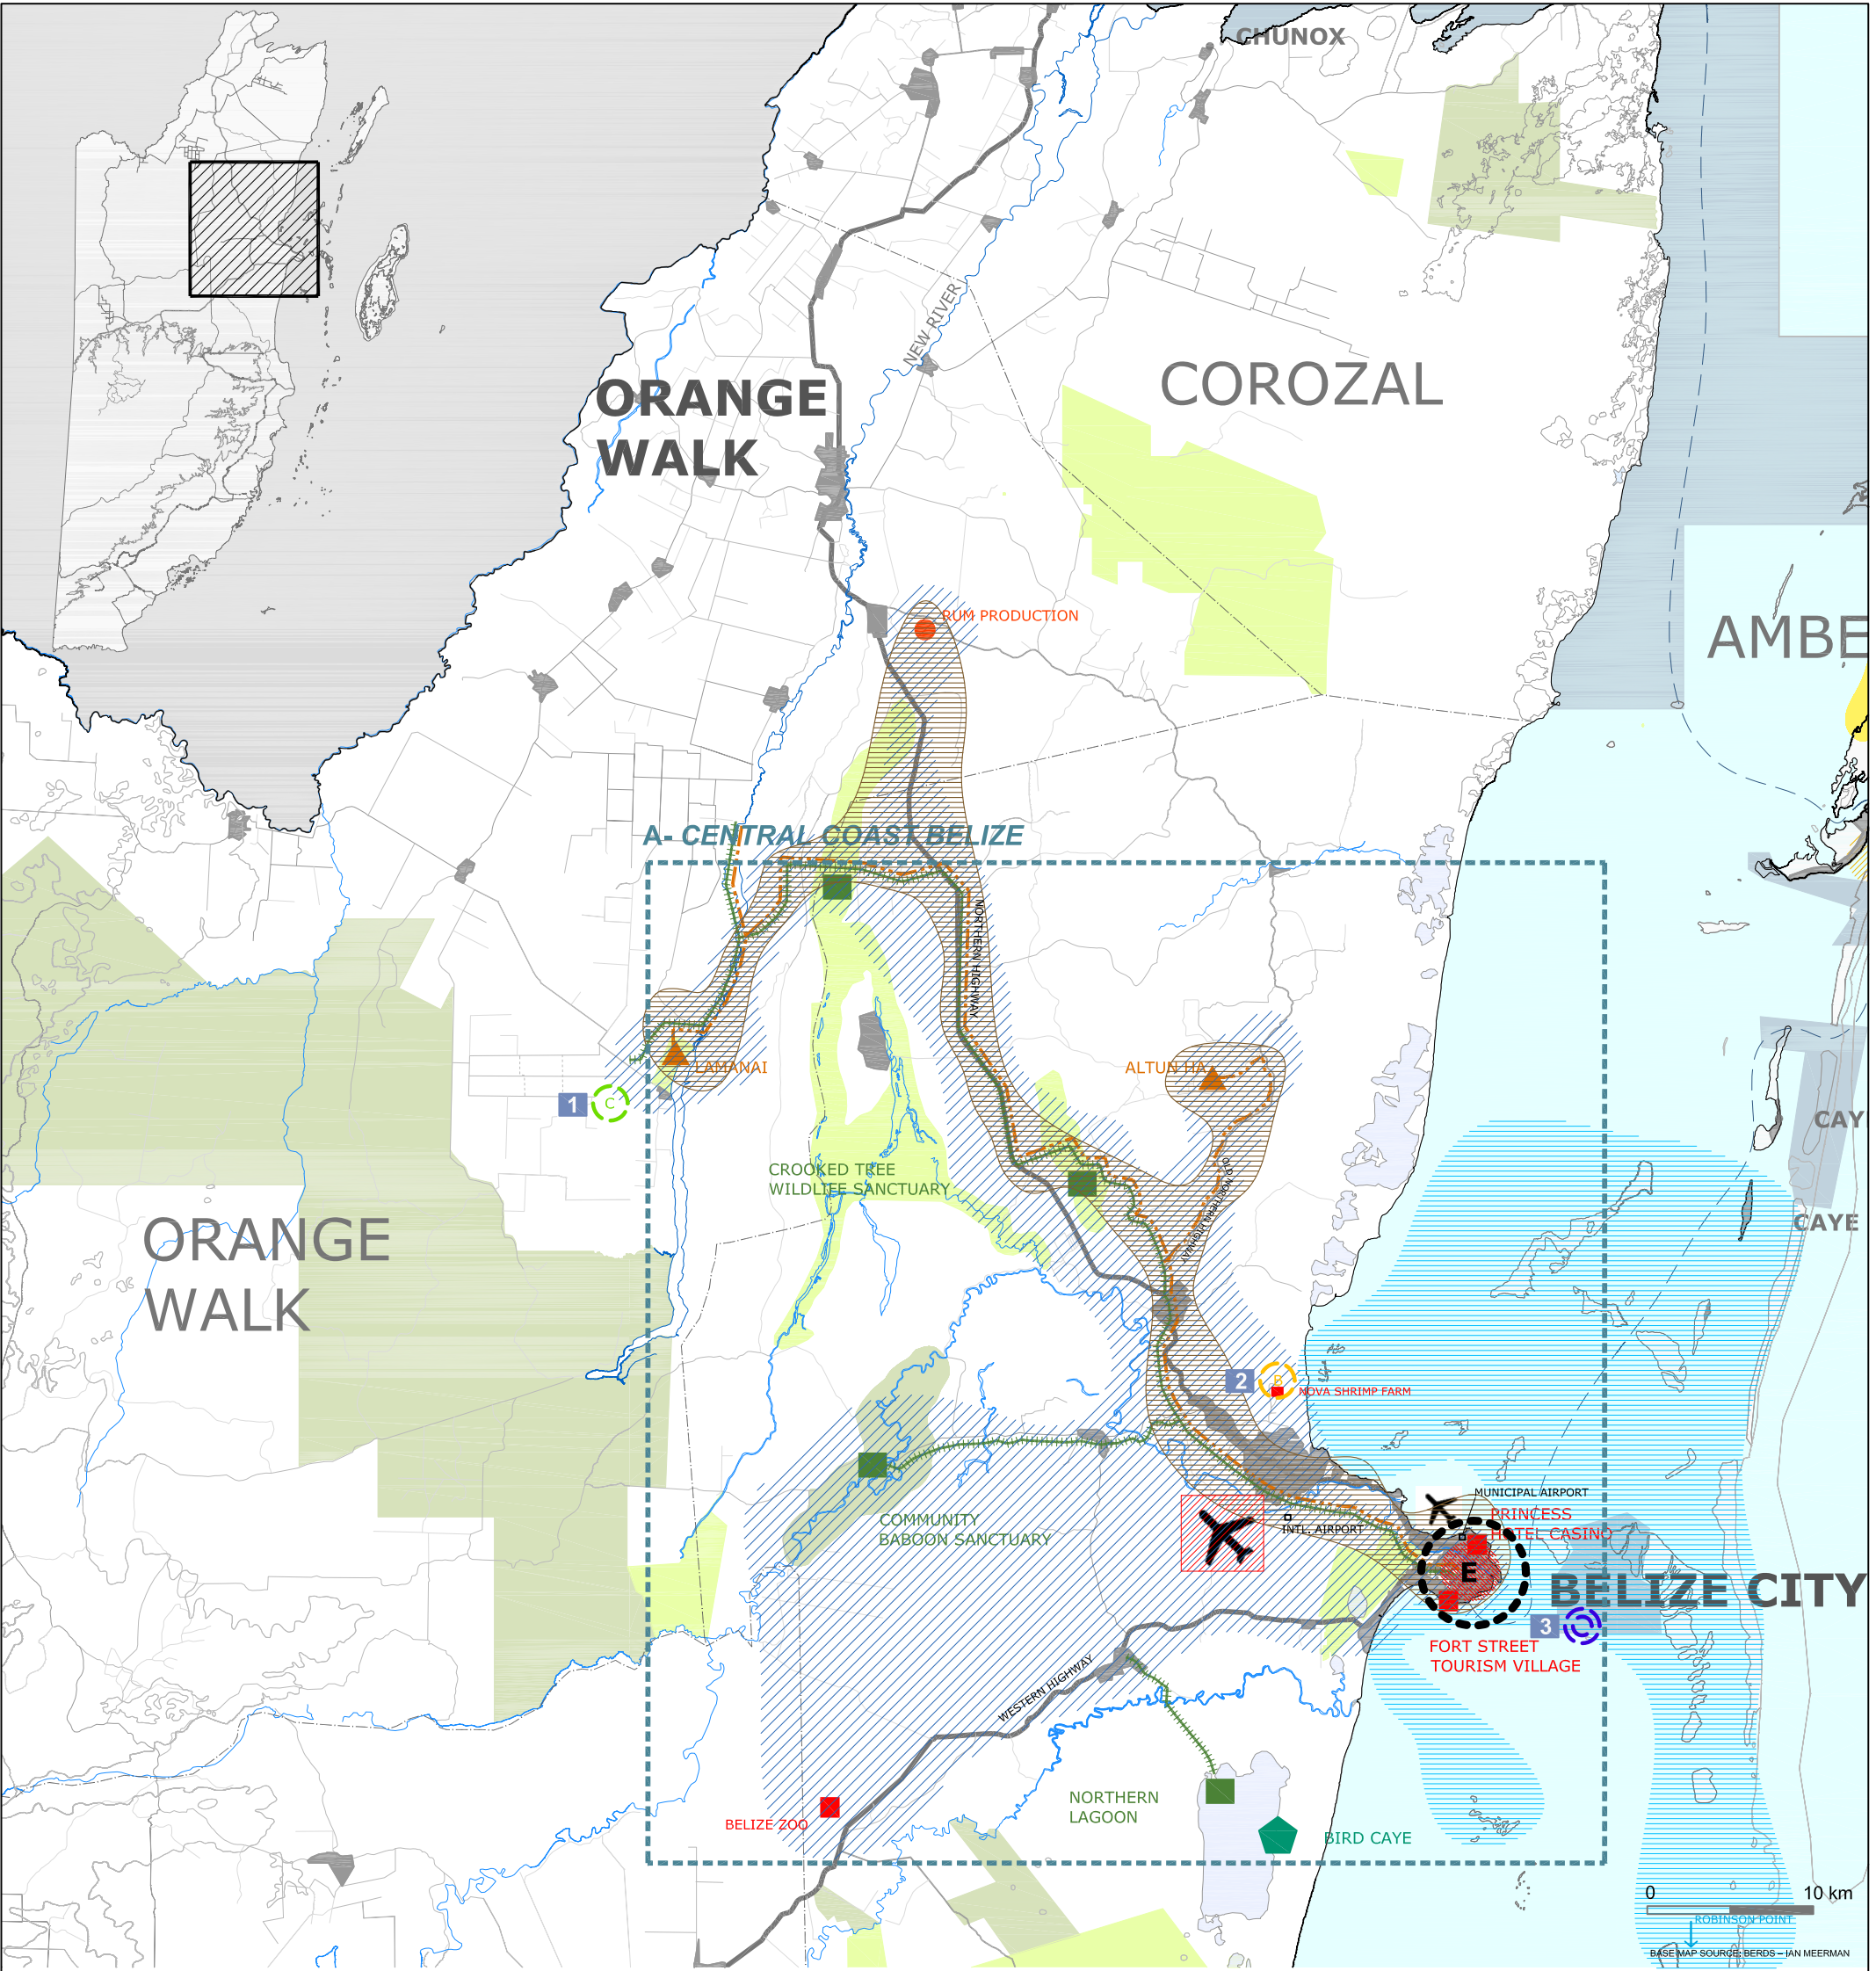 CHUNOX
NEW RIVER
ORANGE
WALK
COROZAL
RUM PRODUCTION
AMBE
A- CENTRAL COAST BELIZE
NORTHERN HIGHWAY
LAMANAI
ALTUN HA
1
C
CAY
CROOKED TREE
WILDLIFE SANCTUARY
OLD NORTHERN HIGHWAY
CAYE
ORANGE
WALK
2
B
NOVA SHRIMP FARM
MUNICIPAL AIRPORT
PRINCESS
HOTEL CASINO
COMMUNITY
BABOON SANCTUARY
INTL. AIRPORT
E
BELIZE CITY
3
FORT STREET
TOURISM VILLAGE
WESTERN HIGHWAY
NORTHERN
LAGOON
BELIZE ZOO
BIRD CAYE
0 10 km
ROBINSON POINT
BASE MAP SOURCE: BERDS – IAN MEERMAN